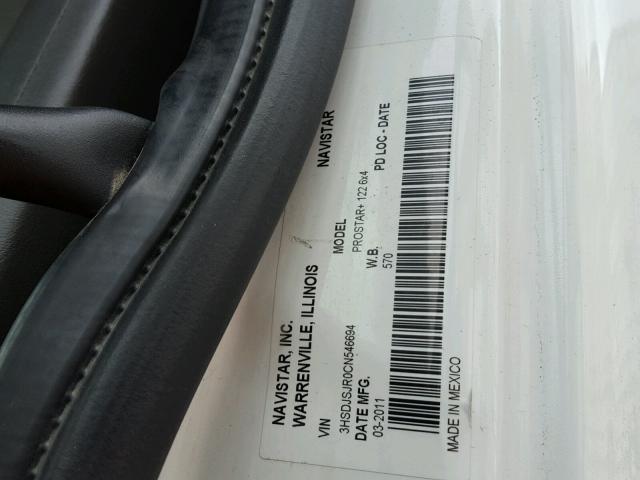 NAVISTAR, INC.
WARRENVILLE, ILLINOIS
NAVISTAR
VIN MODEL
3HSDJSJR0CN546694 PROSTAR+ 122 6x4
DATE MFG. W.B. PD LOC - DATE
03-2011 570
MADE IN MEXICO